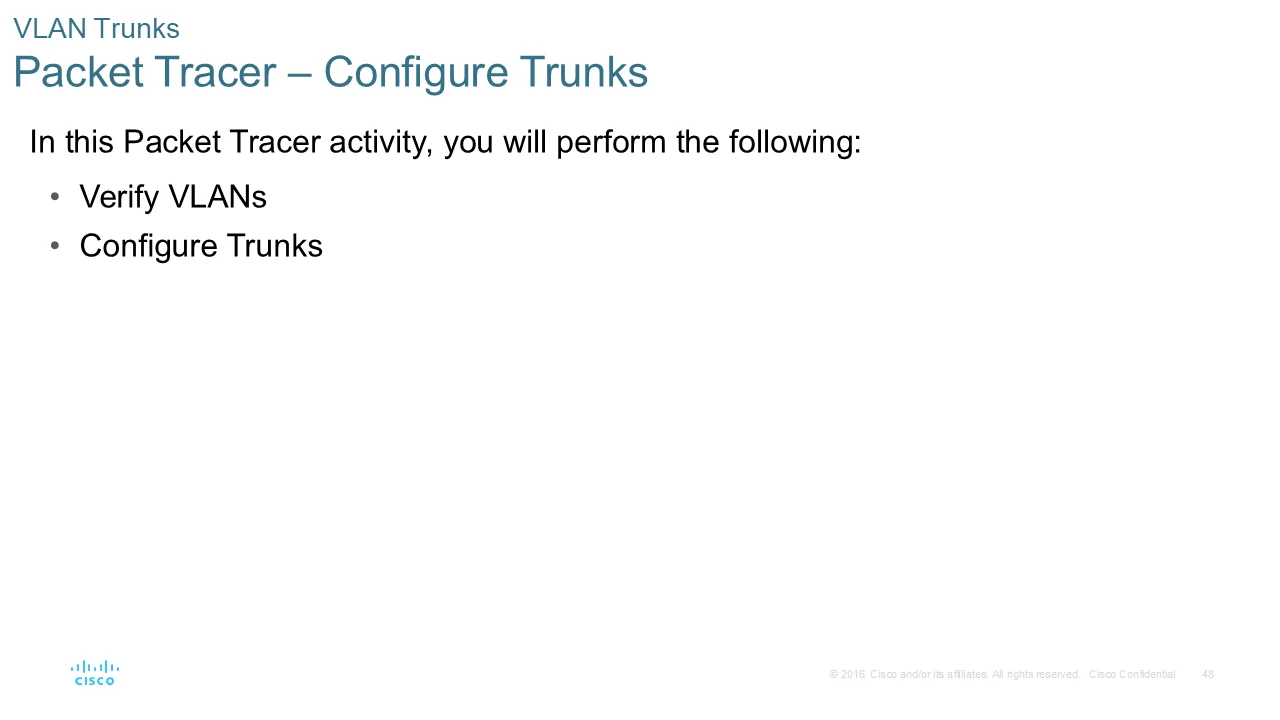 VLAN Trunks
Packet Tracer – Configure Trunks
In this Packet Tracer activity, you will perform the following:
• Verify VLANs
• Configure Trunks
CISCO
© 2016 Cisco and/or its affiliates. All rights reserved. Cisco Confidential 48